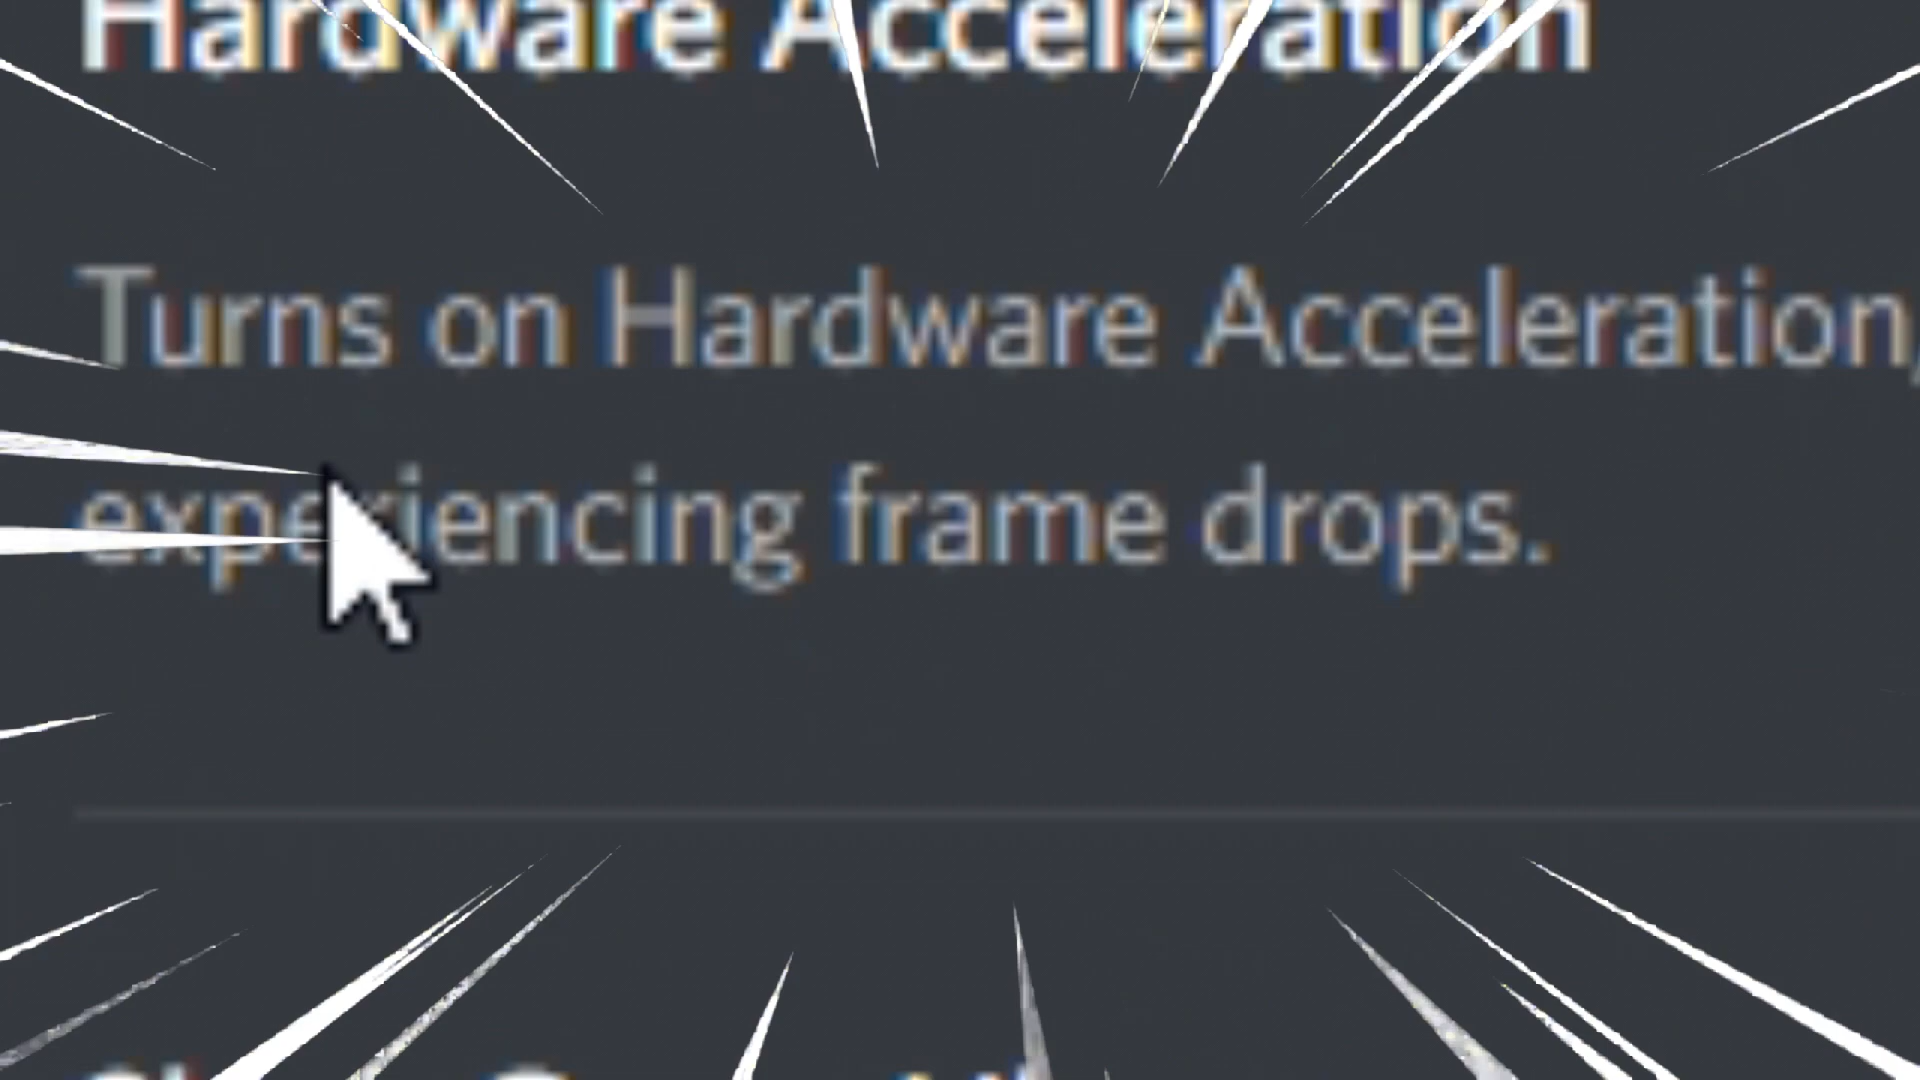 Hardware Acceleration
Turns on Hardware Acceleration,
experiencing frame drops.